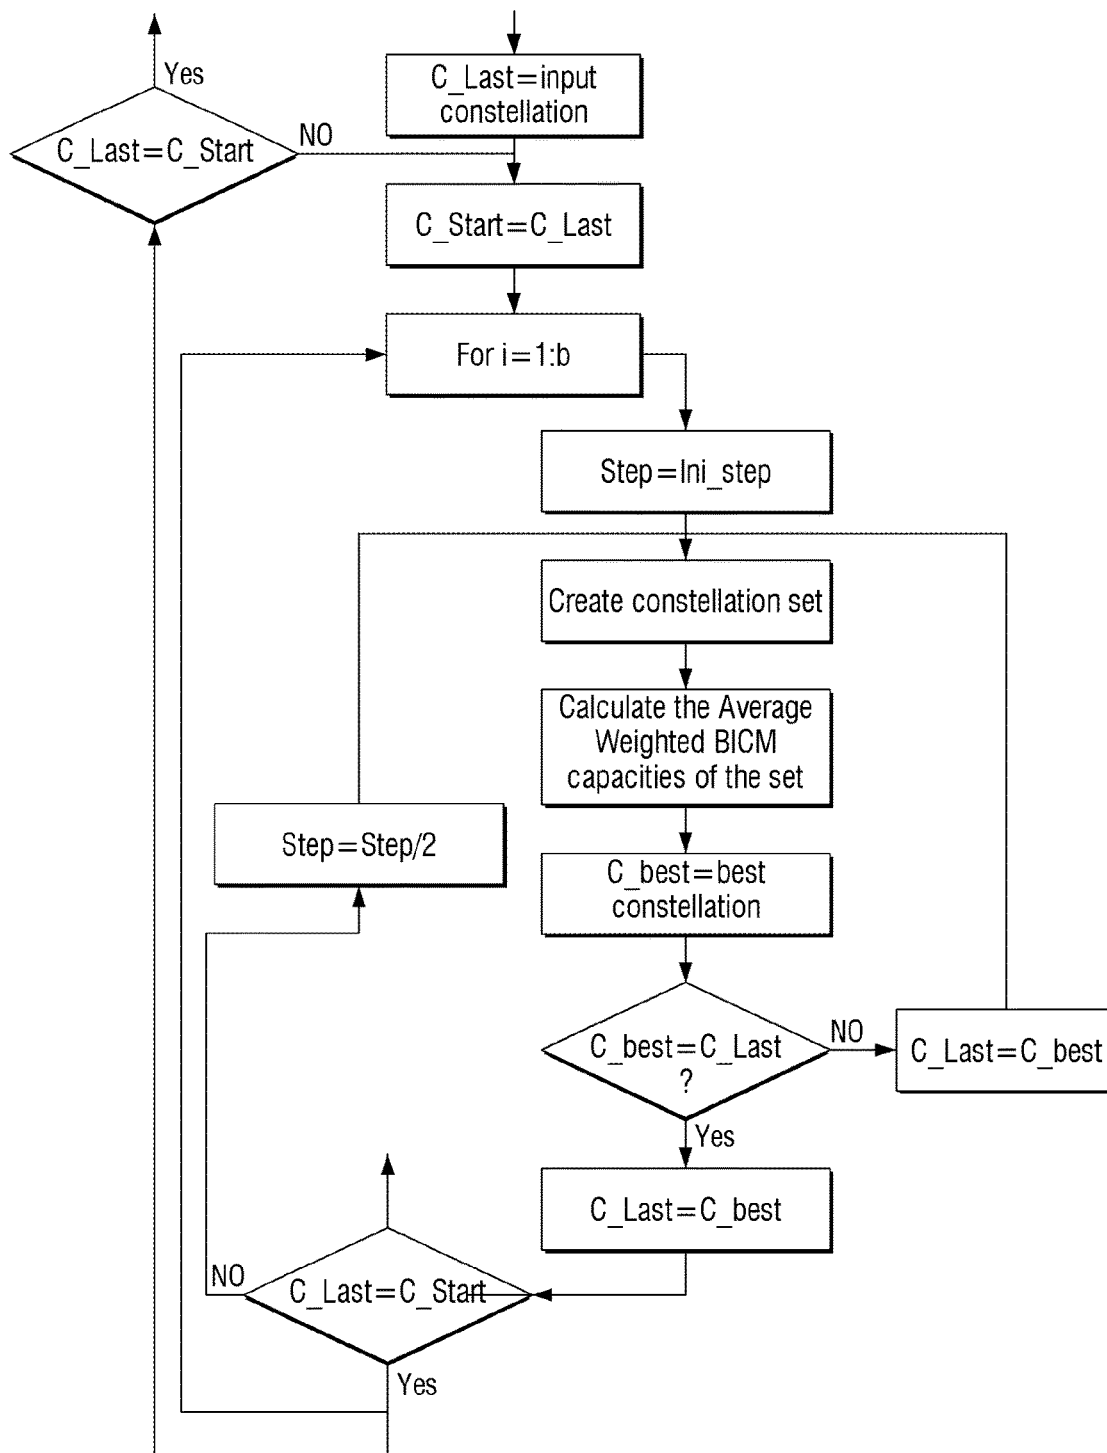 Yes
C_Last=input
constellation
C_Last=C_Start
NO
C_Start=C_Last
For i=1:b
Step=Ini_step
Create constellation set
Calculate the Average
Weighted BICM
capacities of the set
Step=Step/2
C_best=best
constellation
C_best=C_Last
?
NO
C_Last=C_best
Yes
C_Last=C_best
NO
C_Last=C_Start
Yes